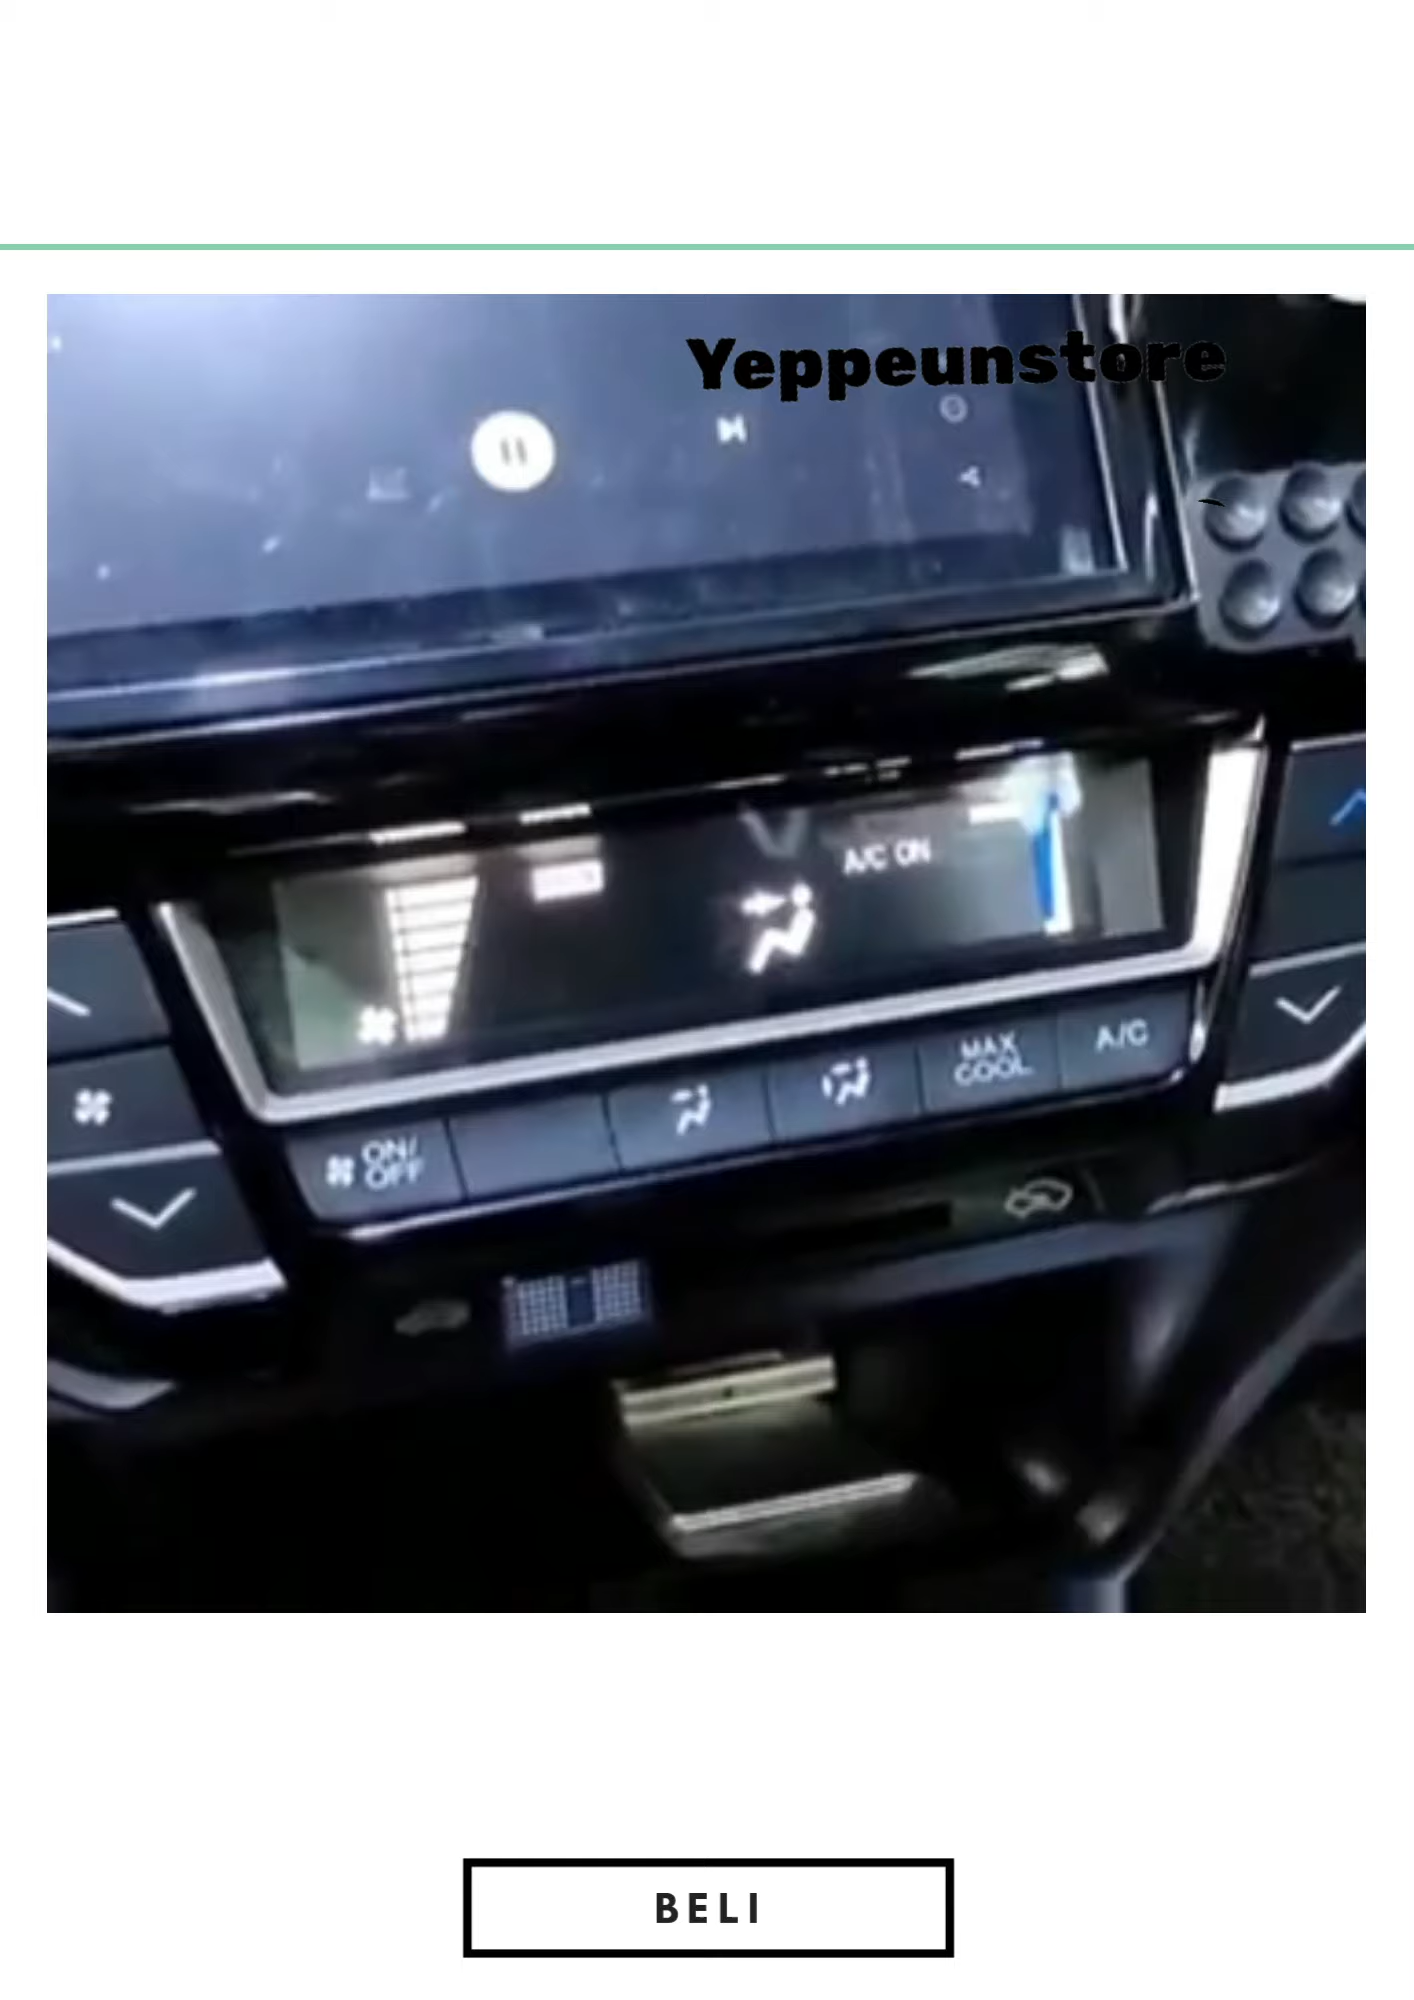 Yeppeunstore
A/C ON
MAX
COOL
A/C
ON/
OFF
BELI